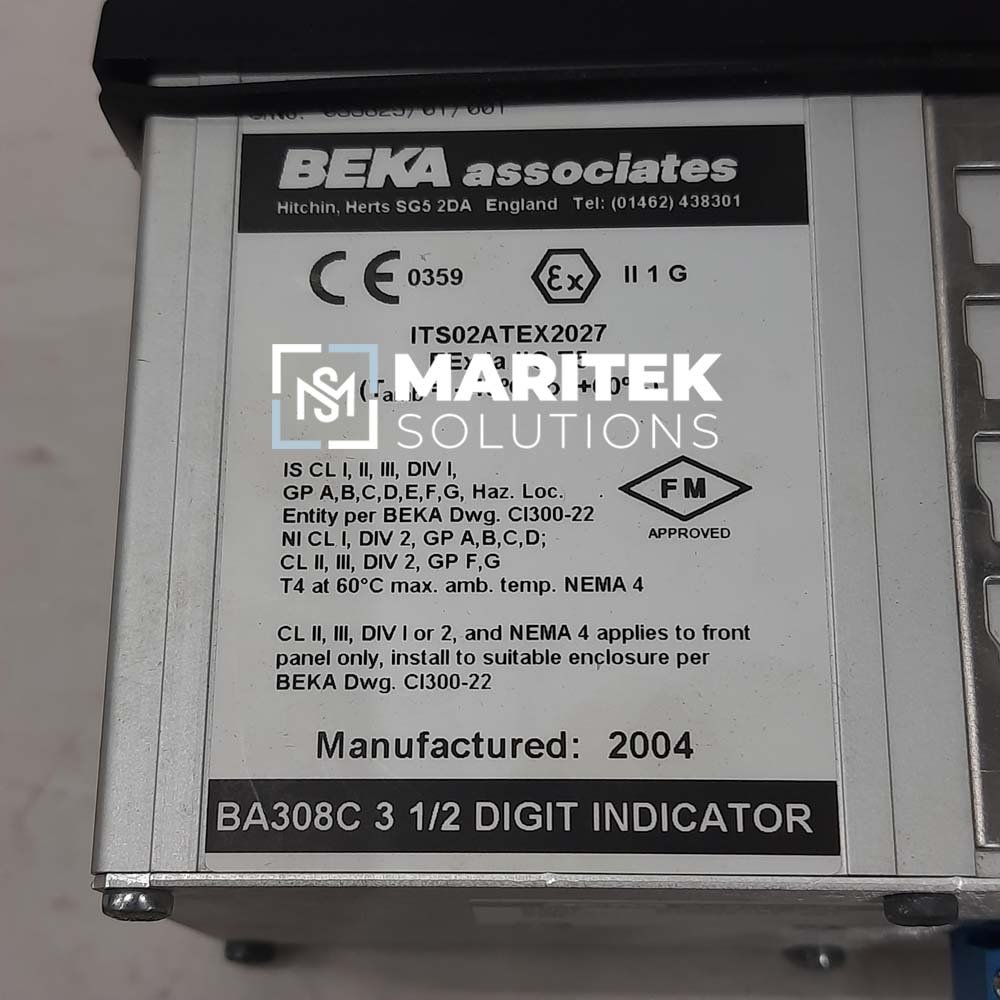 BEKA associates
Hitchin, Herts SG5 2DA England Tel: (01462) 438301
CE 0359 Ex II 1 G
ITS02ATEX2027
MARITEK
SOLUTIONS
IS CL I, II, III, DIV I,
GP A,B,C,D,E,F,G, Haz. Loc.
Entity per BEKA Dwg. CI300-22
NI CL I, DIV 2, GP A,B,C,D;
CL II, III, DIV 2, GP F,G
T4 at 60°C max. amb. temp. NEMA 4
FM
APPROVED
CL II, III, DIV I or 2, and NEMA 4 applies to front
panel only, install to suitable enclosure per
BEKA Dwg. CI300-22
Manufactured: 2004
BA308C 3 1/2 DIGIT INDICATOR